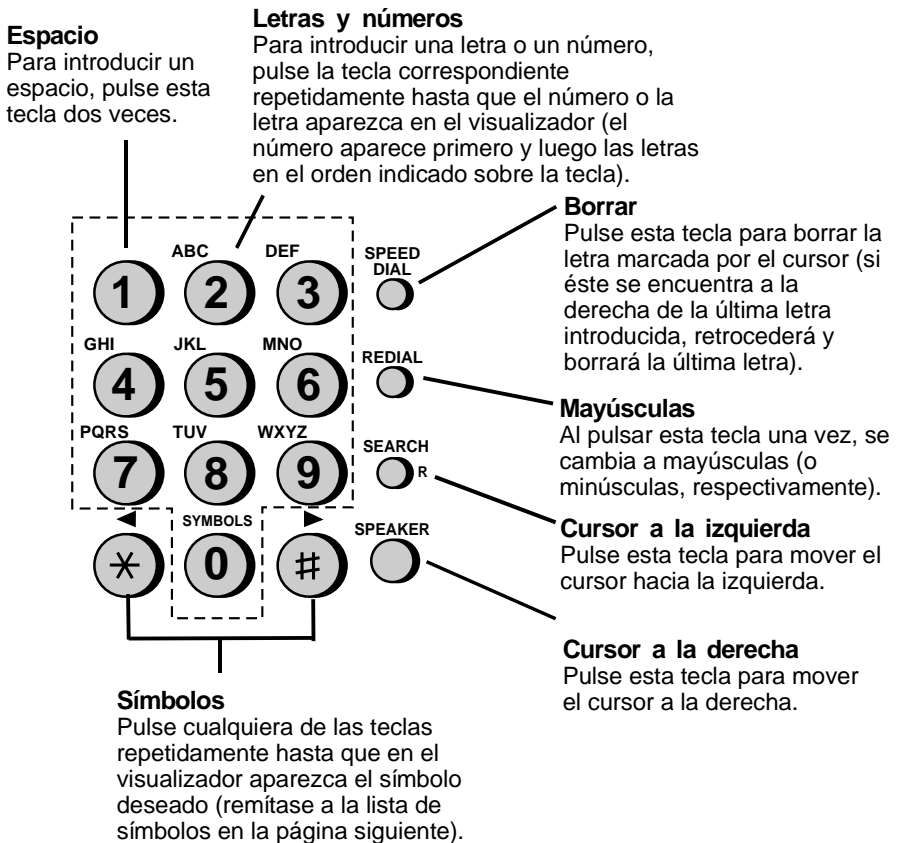 Espacio
Para introducir un
espacio, pulse esta
tecla dos veces.
Letras y números
Para introducir una letra o un número,
pulse la tecla correspondiente
repetidamente hasta que el número o la
letra aparezca en el visualizador (el
número aparece primero y luego las letras
en el orden indicado sobre la tecla).
ABC DEF SPEED
DIAL
1 2 3
GHI JKL MNO REDIAL
4 5 6
PQRS TUV WXYZ SEARCH
7 8 9 R
◀ SYMBOLS ▶ SPEAKER
* 0 #
Borrar
Pulse esta tecla para borrar la
letra marcada por el cursor (si
éste se encuentra a la
derecha de la última letra
introducida, retrocederá y
borrará la última letra).
Mayúsculas
Al pulsar esta tecla una vez, se
cambia a mayúsculas (o
minúsculas, respectivamente).
Cursor a la izquierda
Pulse esta tecla para mover el
cursor hacia la izquierda.
Cursor a la derecha
Pulse esta tecla para mover
el cursor a la derecha.
Símbolos
Pulse cualquiera de las teclas
repetidamente hasta que en el
visualizador aparezca el símbolo
deseado (remítase a la lista de
símbolos en la página siguiente).